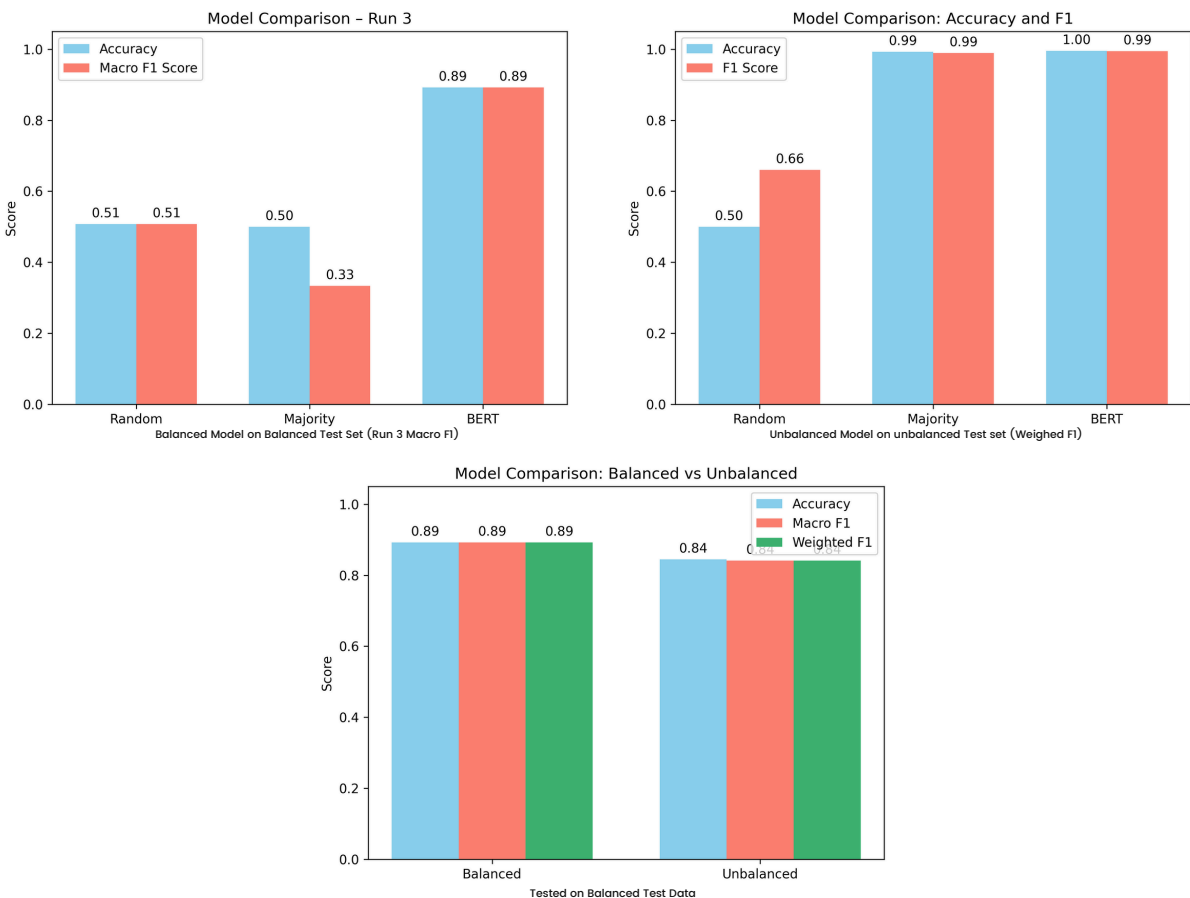 Model Comparison – Run 3
Accuracy
Macro F1 Score
Score
1.0
0.8
0.6
0.4
0.2
0.0
0.51
0.51
0.50
0.33
0.89
0.89
Random
Majority
BERT
Balanced Model on Balanced Test Set (Run 3 Macro F1)
Model Comparison: Accuracy and F1
Accuracy
F1 Score
Score
1.0
0.8
0.6
0.4
0.2
0.0
0.50
0.66
0.99
0.99
1.00
0.99
Random
Majority
BERT
Unbalanced Model on unbalanced Test set (Weighed F1)
Model Comparison: Balanced vs Unbalanced
Accuracy
Macro F1
Weighted F1
Score
1.0
0.8
0.6
0.4
0.2
0.0
0.89
0.89
0.89
0.84
0.84
0.84
Balanced
Unbalanced
Tested on Balanced Test Data